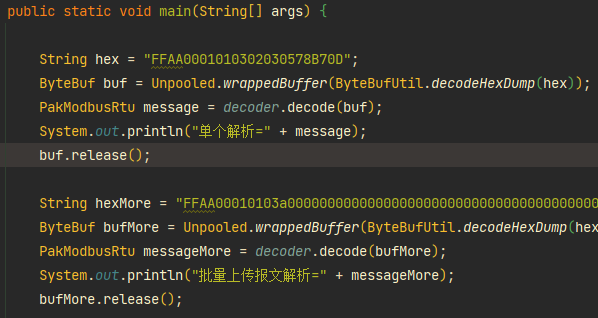 public static void main(String[] args) {
String hex = "FFAA0001010302030578B70D";
ByteBuf buf = Unpooled.wrappedBuffer(ByteBufUtil.decodeHexDump(hex));
PakModbusRtu message = decoder.decode(buf);
System.out.println("单个解析=" + message);
buf.release();
String hexMore = "FFAA00010103a0000000000000000000000000000000000000
ByteBuf bufMore = Unpooled.wrappedBuffer(ByteBufUtil.decodeHexDump(hex
PakModbusRtu messageMore = decoder.decode(bufMore);
System.out.println("批量上传报文解析=" + messageMore);
bufMore.release();